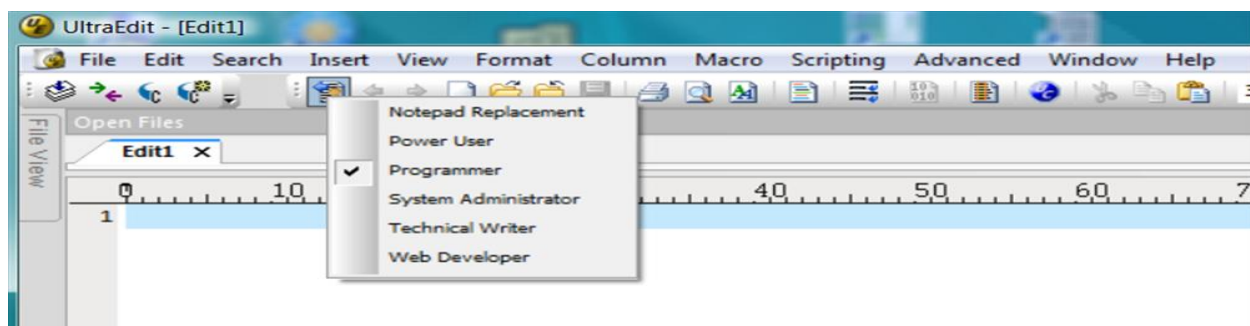 UltraEdit - [Edit1]
File Edit Search Insert View Format Column Macro Scripting Advanced Window Help
Open Files
File View
Edit1
10 40 50 60 7
1
Notepad Replacement
Power User
Programmer
System Administrator
Technical Writer
Web Developer